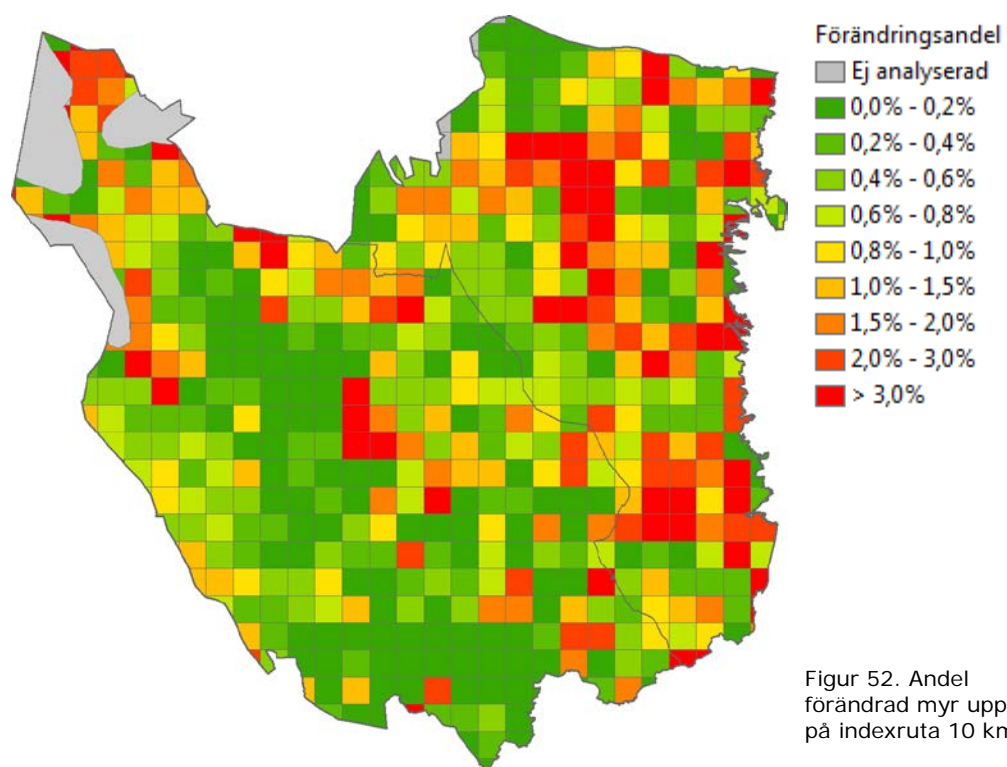 Förändringsandel
Ej analyserad
0,0% - 0,2%
0,2% - 0,4%
0,4% - 0,6%
0,6% - 0,8%
0,8% - 1,0%
1,0% - 1,5%
1,5% - 2,0%
2,0% - 3,0%
> 3,0%
Figur 52. Andel
förändrad myr upp
på indexruta 10 km